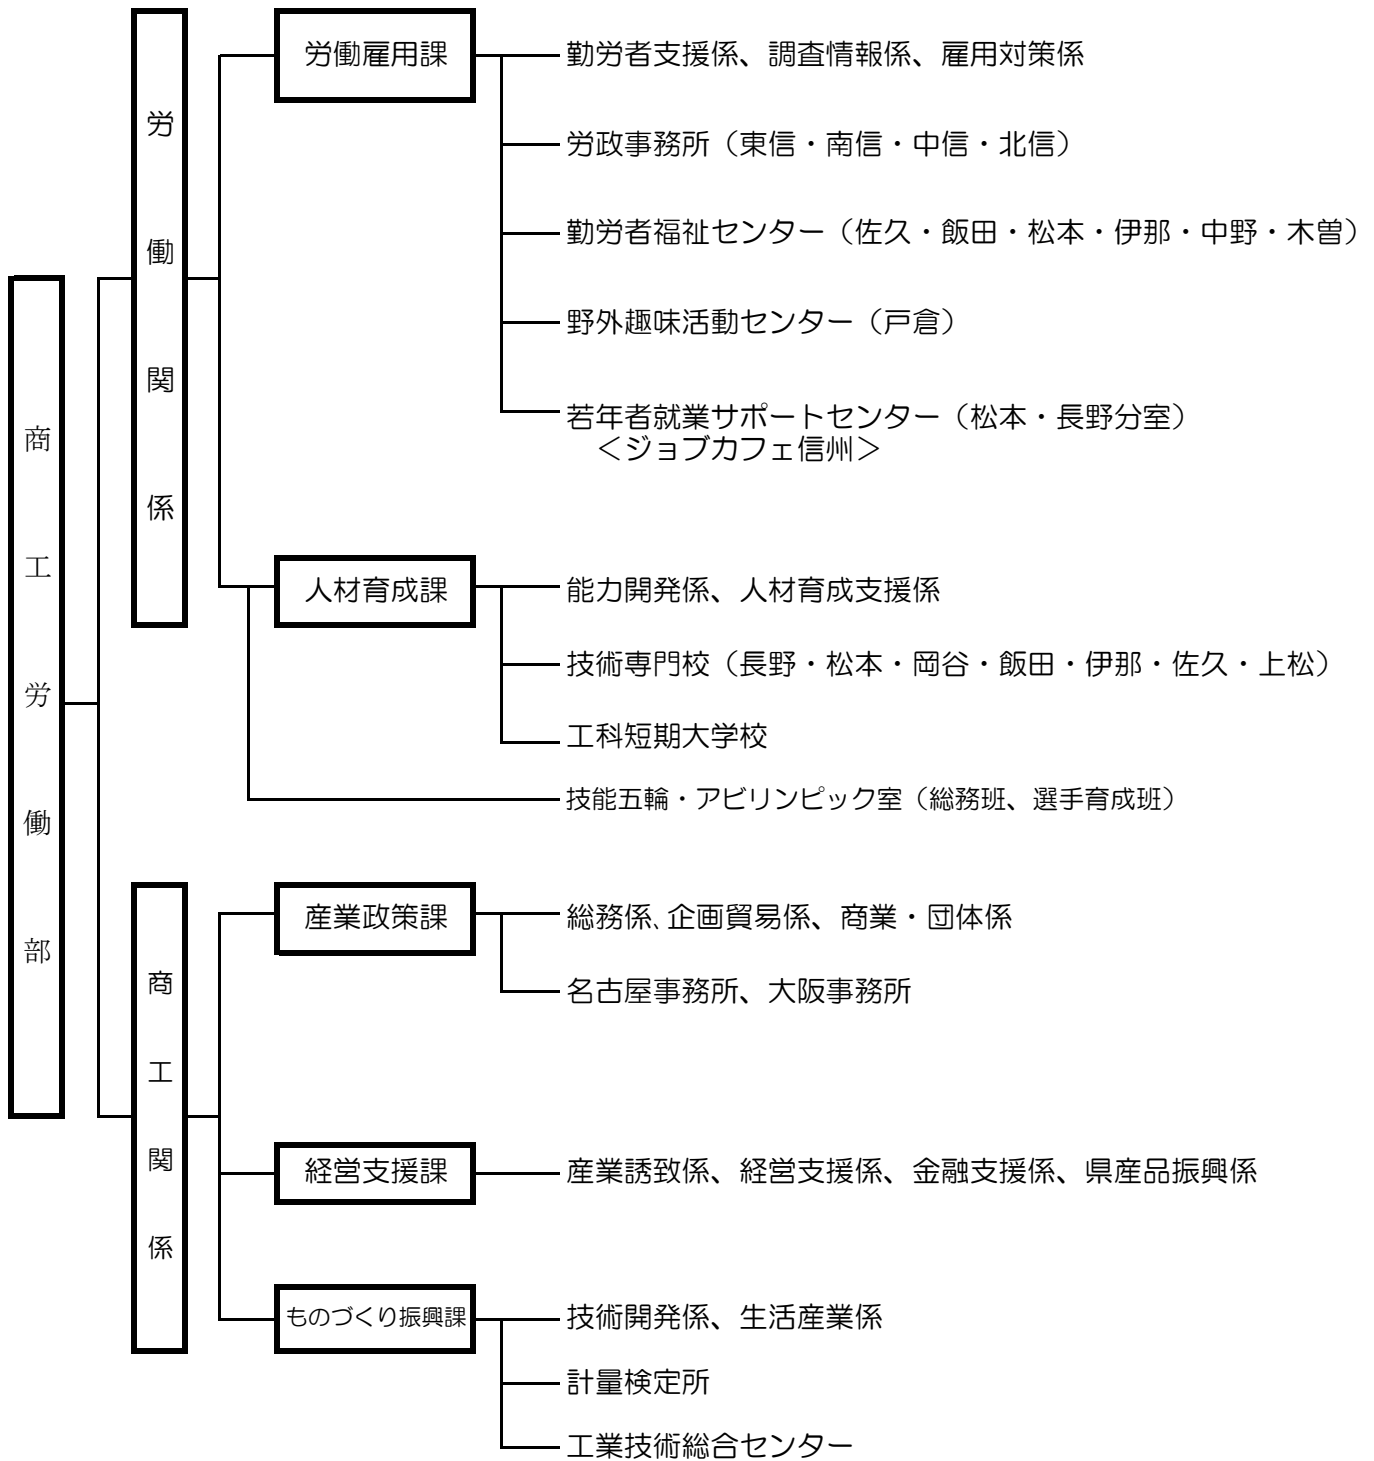 商工労働部
労働関係
労働雇用課
勤労者支援係、調査情報係、雇用対策係
労政事務所（東信・南信・中信・北信）
勤労者福祉センター（佐久・飯田・松本・伊那・中野・木曽）
野外趣味活動センター（戸倉）
若年者就業サポートセンター（松本・長野分室）
＜ジョブカフェ信州＞
人材育成課
能力開発係、人材育成支援係
技術専門校（長野・松本・岡谷・飯田・伊那・佐久・上松）
工科短期大学校
技能五輪・アビリンピック室（総務班、選手育成班）
商工関係
産業政策課
総務係、企画貿易係、商業・団体係
名古屋事務所、大阪事務所
経営支援課
産業誘致係、経営支援係、金融支援係、県産品振興係
ものづくり振興課
技術開発係、生活産業係
計量検定所
工業技術総合センター